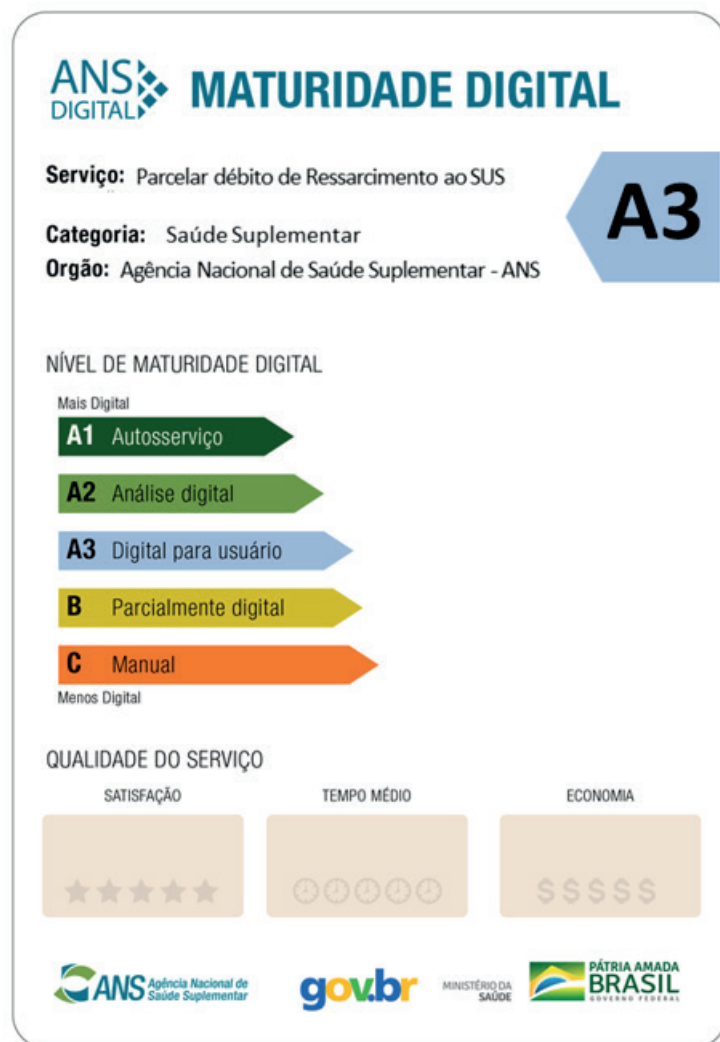 ANS
DIGITAL
MATURIDADE DIGITAL
Serviço: Parcelar débito de Ressarcimento ao SUS
A3
Categoria: Saúde Suplementar
Orgão: Agência Nacional de Saúde Suplementar - ANS
NÍVEL DE MATURIDADE DIGITAL
Mais Digital
A1 Autosserviço
A2 Análise digital
A3 Digital para usuário
B Parcialmente digital
C Manual
Menos Digital
QUALIDADE DO SERVIÇO
SATISFAÇÃO TEMPO MÉDIO ECONOMIA
$ $ $ $ $
ANS Agência Nacional de
Saúde Suplementar
gov.br
MINISTÉRIO DA
SAÚDE
PÁTRIA AMADA
BRASIL
GOVERNO FEDERAL